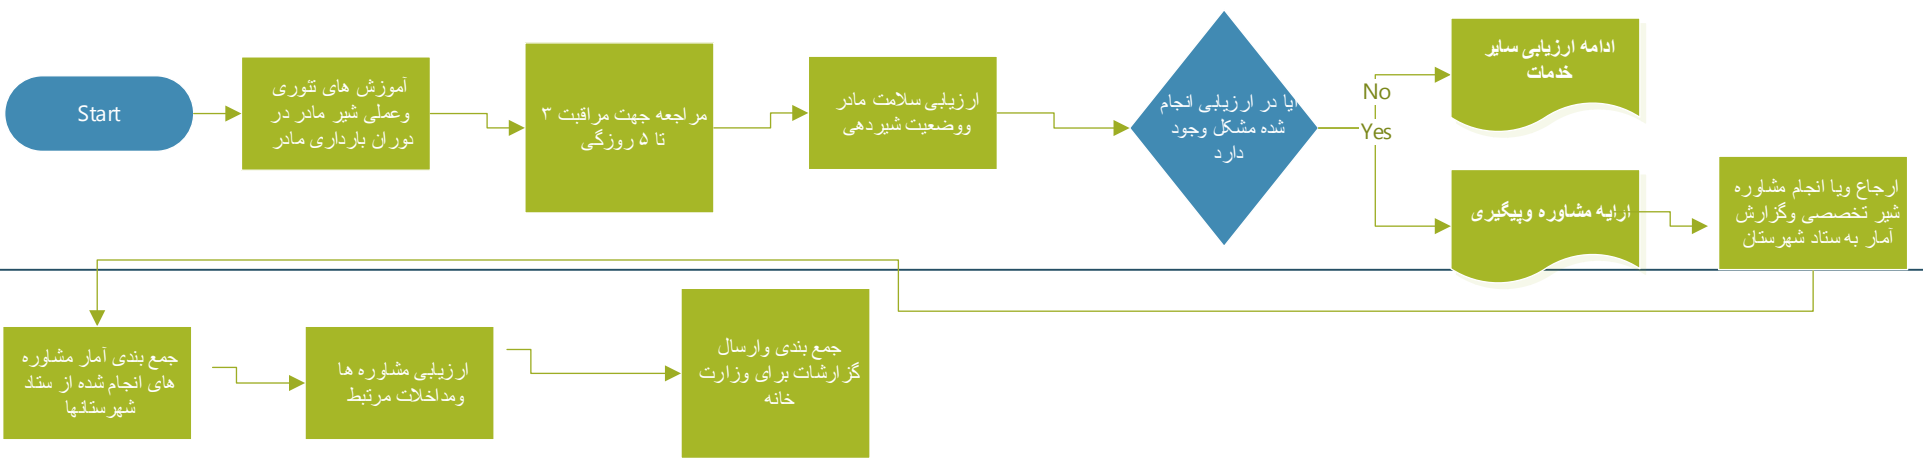 Start
آموزش های تئوری
وعملی شیر مادر در
دوران بارداری مادر
مراجعه جهت مراقبت ۳
تا ۵ روزگی
ارزیابی سلامت مادر
ووضعیت شیردهی
ایا در ارزیابی انجام
شده مشکل وجود
دارد
No
Yes
ادامه ارزیابی سایر
خدمات
ارایه مشاوره وپیگیری
ارجاع ویا انجام مشاوره
شیر تخصصی وگزارش
آمار به ستاد شهرستان
جمع بندی آمار مشاوره
های انجام شده از ستاد
شهرستانها
ارزیابی مشاوره ها
ومداخلات مرتبط
جمع بندی وارسال
گزارشات برای وزارت
خانه